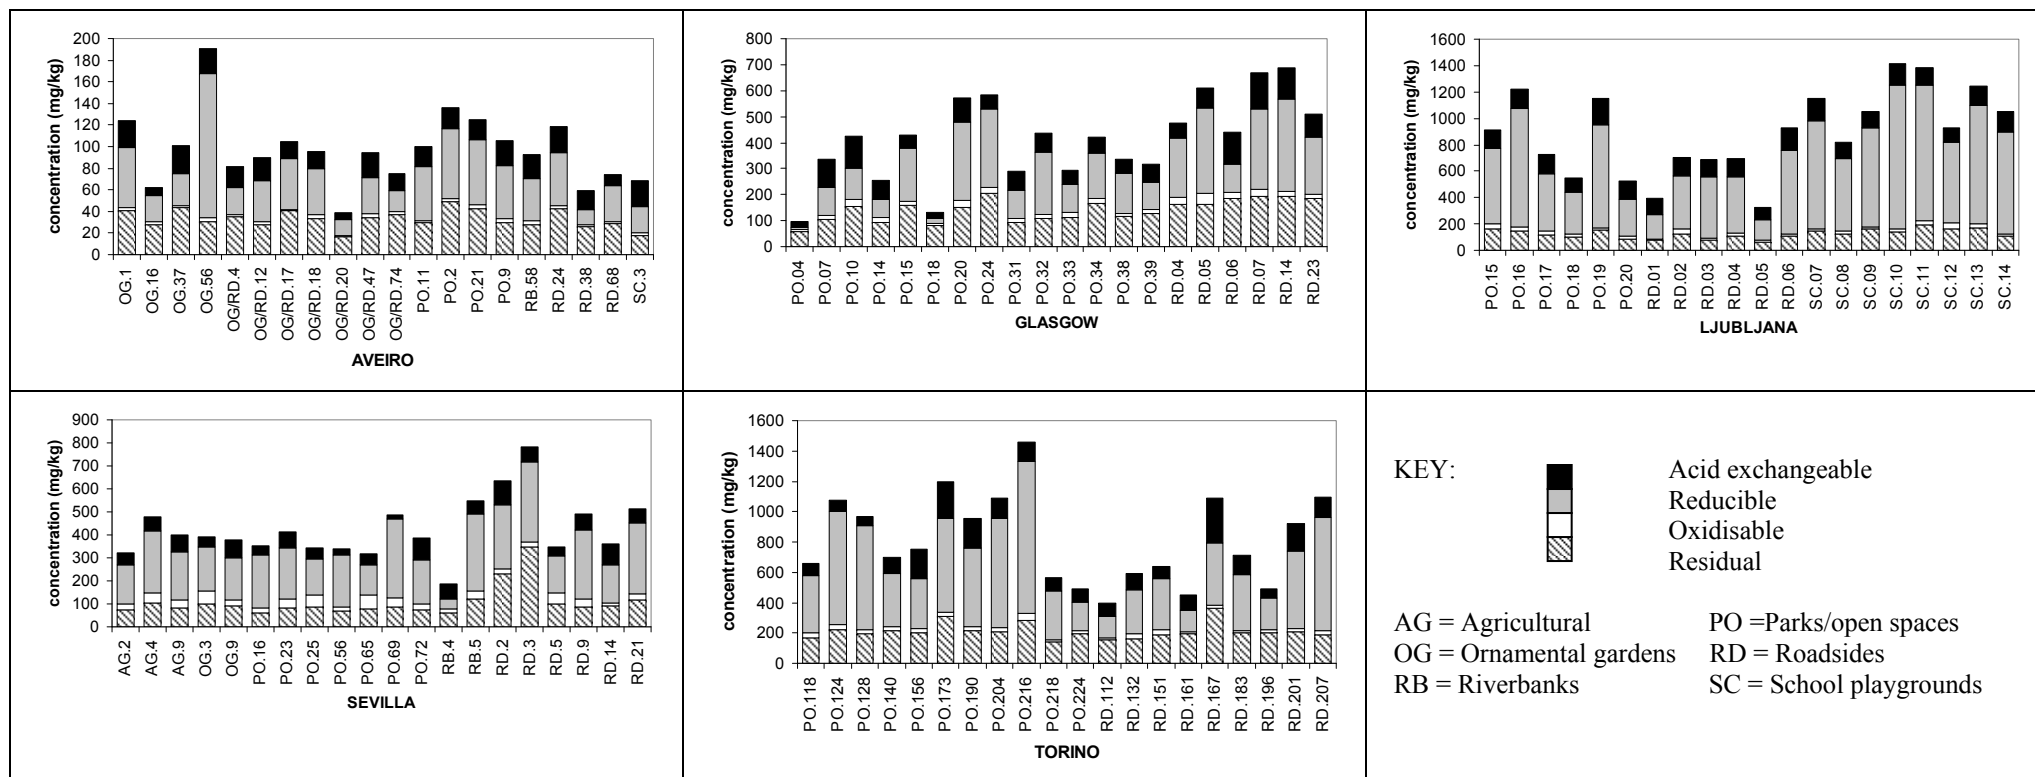 concentration (mg/kg)
200
180
160
140
120
100
80
60
40
20
0
OG.1
OG.16
OG.37
OG.56
OG/RD.4
OG/RD.12
OG/RD.17
OG/RD.18
OG/RD.20
OG/RD.47
OG/RD.74
PO.11
PO.2
PO.21
PO.9
RB.58
RD.24
RD.38
RD.68
SC.3
AVEIRO
concentration (mg/kg)
800
700
600
500
400
300
200
100
0
PO.04
PO.07
PO.10
PO.14
PO.15
PO.18
PO.20
PO.24
PO.31
PO.32
PO.33
PO.34
PO.38
PO.39
RD.04
RD.05
RD.06
RD.07
RD.14
RD.23
GLASGOW
concentration (mg/kg)
1600
1400
1200
1000
800
600
400
200
0
PO.15
PO.16
PO.17
PO.18
PO.19
PO.20
RD.01
RD.02
RD.03
RD.04
RD.05
RD.06
SC.07
SC.08
SC.09
SC.10
SC.11
SC.12
SC.13
SC.14
LJUBLJANA
concentration (mg/kg)
900
800
700
600
500
400
300
200
100
0
AG.2
AG.4
AG.9
OG.3
OG.9
PO.16
PO.23
PO.25
PO.56
PO.65
PO.69
PO.72
RB.4
RB.5
RD.2
RD.3
RD.5
RD.9
RD.14
RD.21
SEVILLA
concentration (mg/kg)
1600
1400
1200
1000
800
600
400
200
0
PO.118
PO.124
PO.128
PO.140
PO.156
PO.173
PO.190
PO.204
PO.216
PO.218
PO.224
RD.112
RD.132
RD.151
RD.161
RD.167
RD.183
RD.196
RD.201
RD.207
TORINO
KEY:
Acid exchangeable
Reducible
Oxidisable
Residual
AG = Agricultural PO =Parks/open spaces
OG = Ornamental gardens RD = Roadsides
RB = Riverbanks SC = School playgrounds